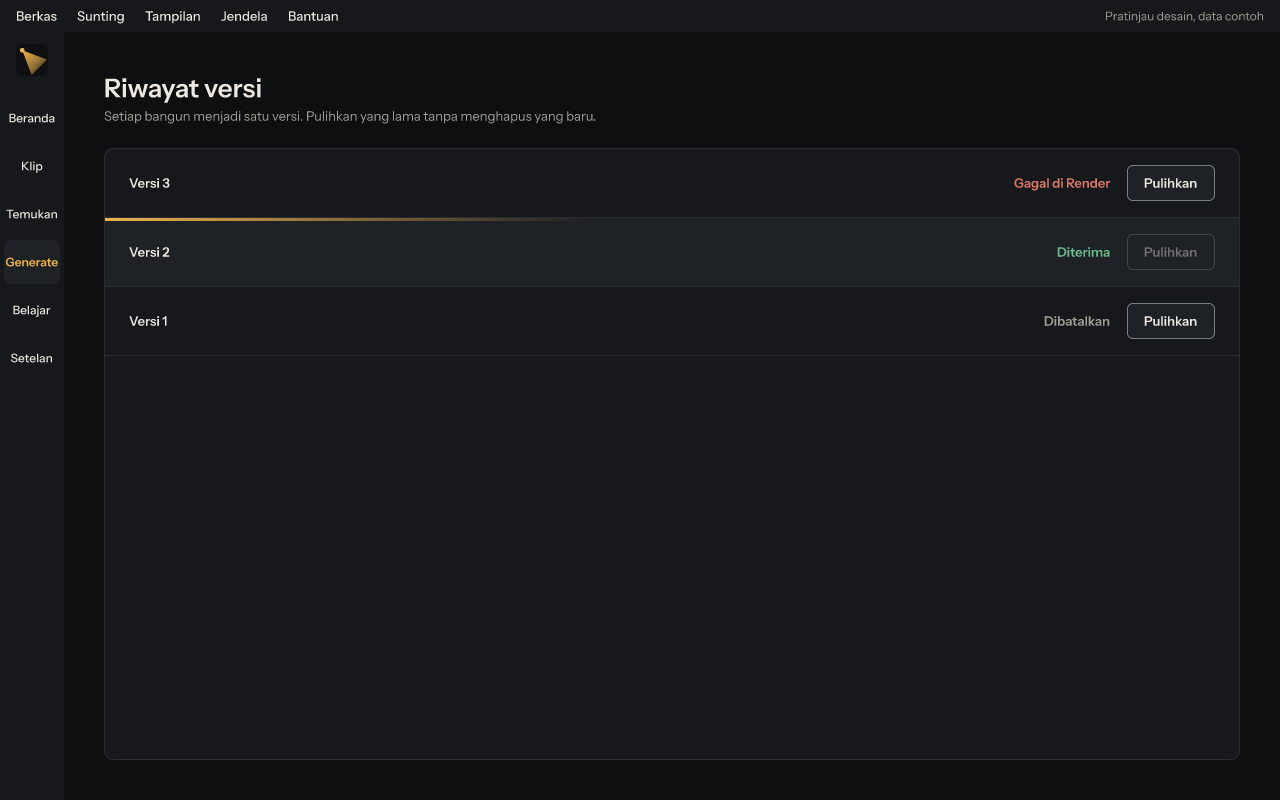 Berkas Sunting Tampilan Jendela Bantuan Pratinjau desain, data contoh
Beranda
Klip
Temukan
Generate
Belajar
Setelan
Riwayat versi
Setiap bangun menjadi satu versi. Pulihkan yang lama tanpa menghapus yang baru.
Versi 3 Gagal di Render Pulihkan
Versi 2 Diterima Pulihkan
Versi 1 Dibatalkan Pulihkan